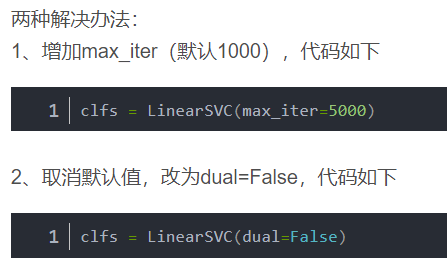 两种解决办法：
1、增加max_iter（默认1000），代码如下
1 clfs = LinearSVC(max_iter=5000)
2、取消默认值，改为dual=False，代码如下
1 clfs = LinearSVC(dual=False)